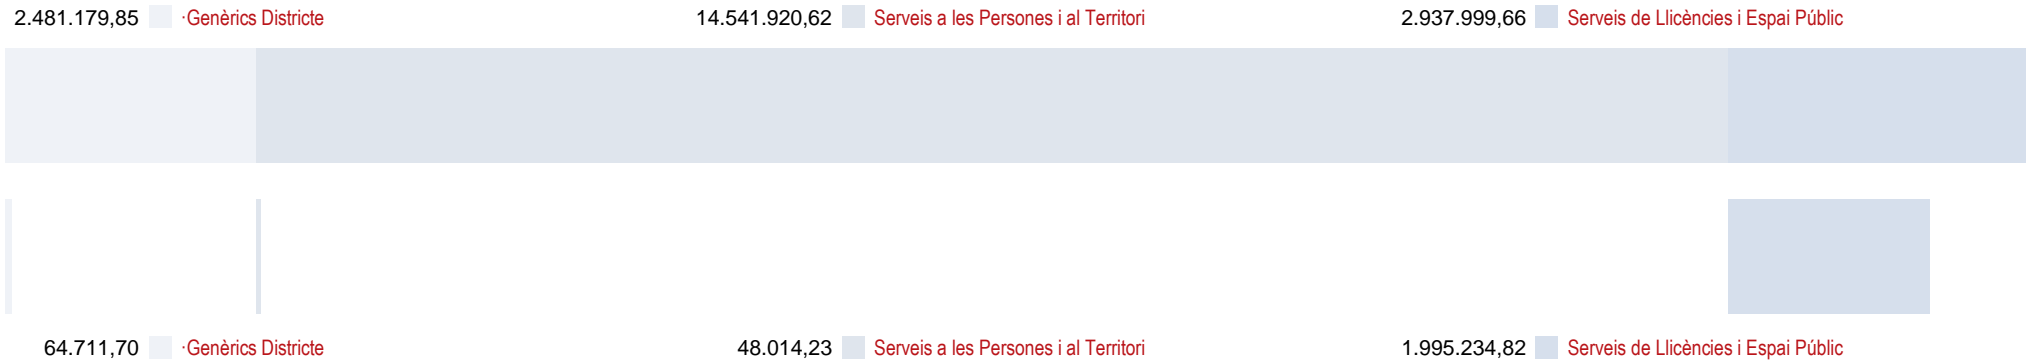 2.481.179,85 ·Genèrics Districte 14.541.920,62 Serveis a les Persones i al Territori 2.937.999,66 Serveis de Llicències i Espai Públic
64.711,70 ·Genèrics Districte 48.014,23 Serveis a les Persones i al Territori 1.995.234,82 Serveis de Llicències i Espai Públic